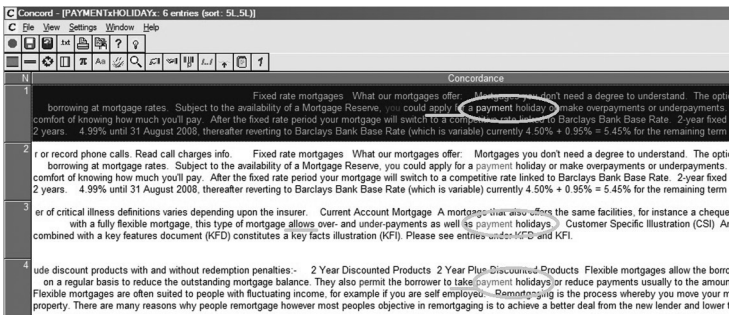 Concord - [PAYMENTxHOLIDAYx: 6 entries (sort: 5L,5L)]
C File View Settings Window Help
txt ? Aa
N Concordance
1 Fixed rate mortgages What our mortgages offer: Mortgages you don't need a degree to understand. The opti
borrowing at mortgage rates. Subject to the availability of a Mortgage Reserve, you could apply for a payment holiday or make overpayments or underpayments.
comfort of knowing how much you'll pay. After the fixed rate period your mortgage will switch to a competitive rate linked to Barclays Bank Base Rate. 2-year fixed
2 years. 4.99% until 31 August 2008, thereafter reverting to Barclays Bank Base Rate (which is variable) currently 4.50% + 0.95% = 5.45% for the remaining term
2 r or record phone calls. Read call charges info. Fixed rate mortgages What our mortgages offer: Mortgages you don't need a degree to understand. The opti
borrowing at mortgage rates. Subject to the availability of a Mortgage Reserve, you could apply for a payment holiday or make overpayments or underpayments.
comfort of knowing how much you'll pay. After the fixed rate period your mortgage will switch to a competitive rate linked to Barclays Bank Base Rate. 2-year fixed
2 years. 4.99% until 31 August 2008, thereafter reverting to Barclays Bank Base Rate (which is variable) currently 4.50% + 0.95% = 5.45% for the remaining term
3 er of critical illness definitions varies depending upon the insurer. Current Account Mortgage A mortgage that also offers the same facilities, for instance a cheque
with a fully flexible mortgage, this type of mortgage allows over- and under-payments as well as payment holidays. Customer Specific Illustration (CSI) An
combined with a key features document (KFD) constitutes a key facts illustration (KFI). Please see entries under KFD and KFI.
4 ude discount products with and without redemption penalties:- 2 Year Discounted Products 2 Year Plus Discounted Products Flexible mortgages allow the borro
on a regular basis to reduce the outstanding mortgage balance. They also permit the borrower to take payment holidays or reduce payments usually to the amoun
Flexible mortgages are often suited to people with fluctuating income, for example if you are self employed. Remortgaging is the process whereby you move your m
property. There are many reasons why people remortgage however most peoples objective in remortgaging is to achieve a better deal from the new lender and lower t